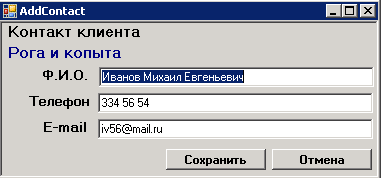 AddContact
Контакт клиента
Рога и копыта
Ф.И.О. Иванов Михаил Евгеньевич
Телефон 334 56 54
E-mail iv56@mail.ru
Сохранить Отмена